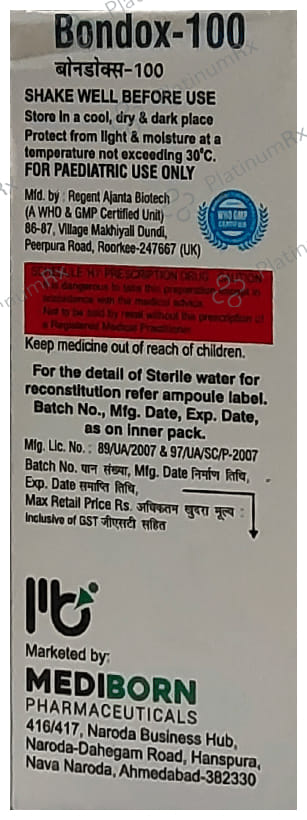 Bondox-100
बोनडोक्स-100
SHAKE WELL BEFORE USE
Store in a cool, dry & dark place
Protect from light & moisture at a
temperature not exceeding 30°C.
FOR PAEDIATRIC USE ONLY
Mfd. by : Regent Ajanta Biotech
(A WHO & GMP Certified Unit)
86-87, Village Makhiyali Dundi,
Peerpura Road, Roorkee-247667 (UK)
WHO GMP
CERTIFIED
SCHEDULE H1 PRESCRIPTION DRUG - CAUTION
It is dangerous to take this preparation except in
accordance with the medical advice.
Not to be sold by retail without the prescription of
a Registered Medical Practitioner.
Keep medicine out of reach of children.
For the detail of Sterile water for
reconstitution refer ampoule label.
Batch No., Mfg. Date, Exp. Date,
as on inner pack.
Mfg. Lic. No. : 89/UA/2007 & 97/UA/SC/P-2007
Batch No. घान संख्या, Mfg. Date निर्माण तिथि,
Exp. Date समाप्ति तिथि,
Max Retail Price Rs. अधिकतम खुदरा मूल्य :
Inclusive of GST जीएसटी सहित
Marketed by:
MEDIBORN
PHARMACEUTICALS
416/417, Naroda Business Hub,
Naroda-Dahegam Road, Hanspura,
Nava Naroda, Ahmedabad-382330
PlatinumRx